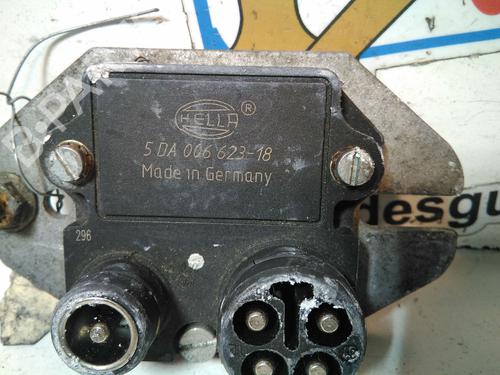 HELLA ®
5 DA 006 623-18
Made in Germany
296
desgu